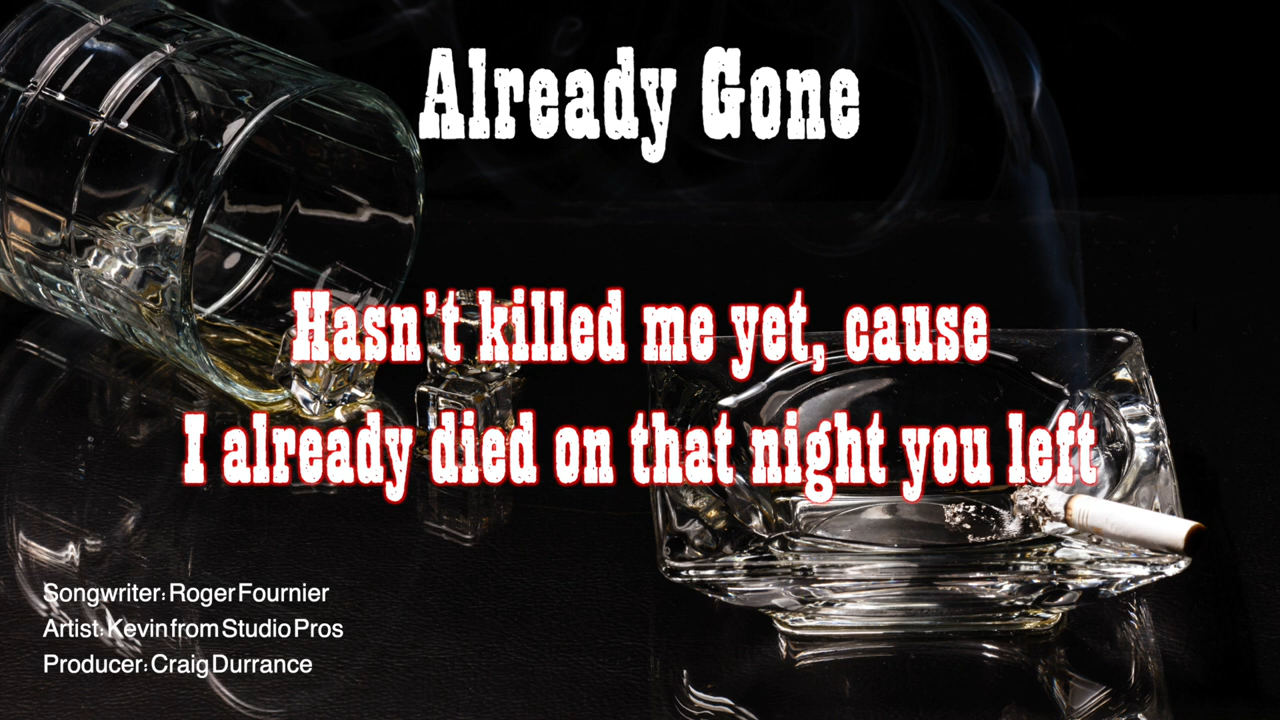 Already Gone
Hasn't killed me yet, cause
I already died on that night you left
Songwriter: Roger Fournier
Artist: Kevin from Studio Pros
Producer: Craig Durrance